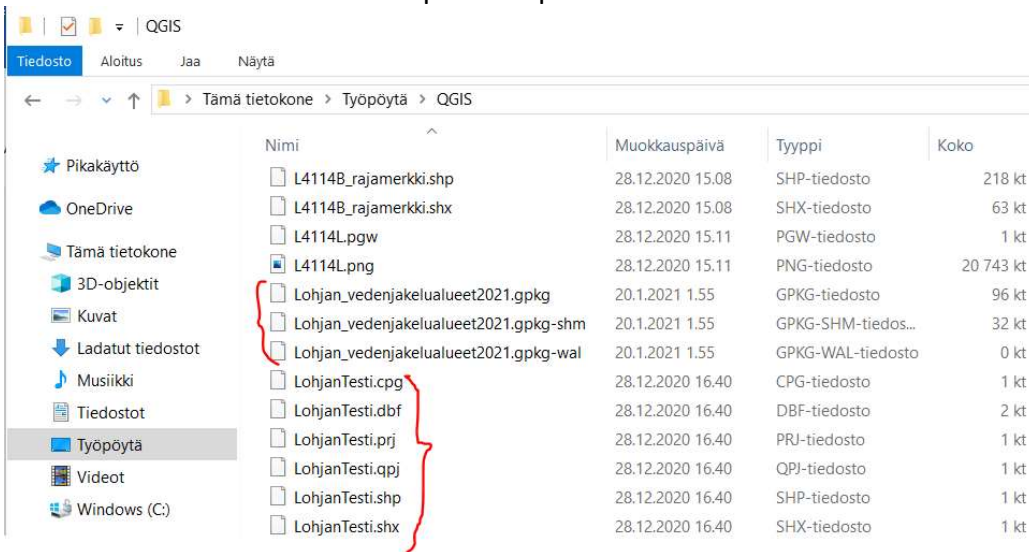 QGIS
Tiedosto Aloitus Jaa Näytä
Tämä tietokone > Työpöytä > QGIS
Nimi Muokkauspäivä Tyyppi Koko
Pikakäyttö
OneDrive
Tämä tietokone
3D-objektit
Kuvat
Ladatut tiedostot
Musiikki
Tiedostot
Työpöytä
Videot
Windows (C:)
L4114B_rajamerkki.shp 28.12.2020 15.08 SHP-tiedosto 218 kt
L4114B_rajamerkki.shx 28.12.2020 15.08 SHX-tiedosto 63 kt
L4114L.pgw 28.12.2020 15.11 PGW-tiedosto 1 kt
L4114L.png 28.12.2020 15.11 PNG-tiedosto 20 743 kt
Lohjan_vedenjakelualueet2021.gpkg 20.1.2021 1.55 GPKG-tiedosto 96 kt
Lohjan_vedenjakelualueet2021.gpkg-shm 20.1.2021 1.55 GPKG-SHM-tiedos... 32 kt
Lohjan_vedenjakelualueet2021.gpkg-wal 20.1.2021 1.55 GPKG-WAL-tiedosto 0 kt
LohjanTesti.cpg 28.12.2020 16.40 CPG-tiedosto 1 kt
LohjanTesti.dbf 28.12.2020 16.40 DBF-tiedosto 2 kt
LohjanTesti.prj 28.12.2020 16.40 PRJ-tiedosto 1 kt
LohjanTesti.qpj 28.12.2020 16.40 QPJ-tiedosto 1 kt
LohjanTesti.shp 28.12.2020 16.40 SHP-tiedosto 1 kt
LohjanTesti.shx 28.12.2020 16.40 SHX-tiedosto 1 kt